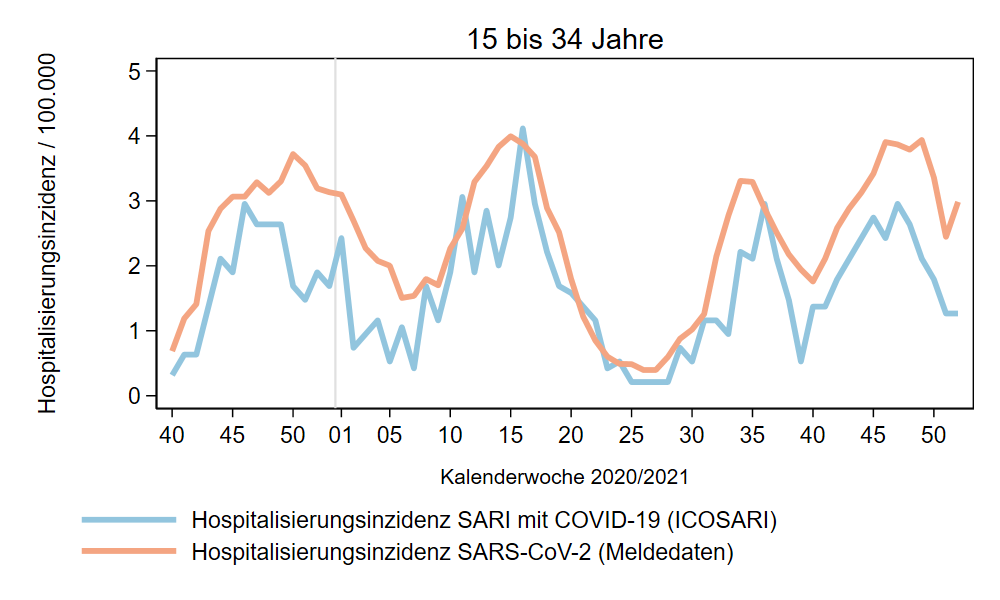 15 bis 34 Jahre
Hospitalisierungsinzidenz / 100.000
5
4
3
2
1
0
40 45 50 01 05 10 15 20 25 30 35 40 45 50
Kalenderwoche 2020/2021
Hospitalisierungsinzidenz SARI mit COVID-19 (ICOSARI)
Hospitalisierungsinzidenz SARS-CoV-2 (Meldedaten)